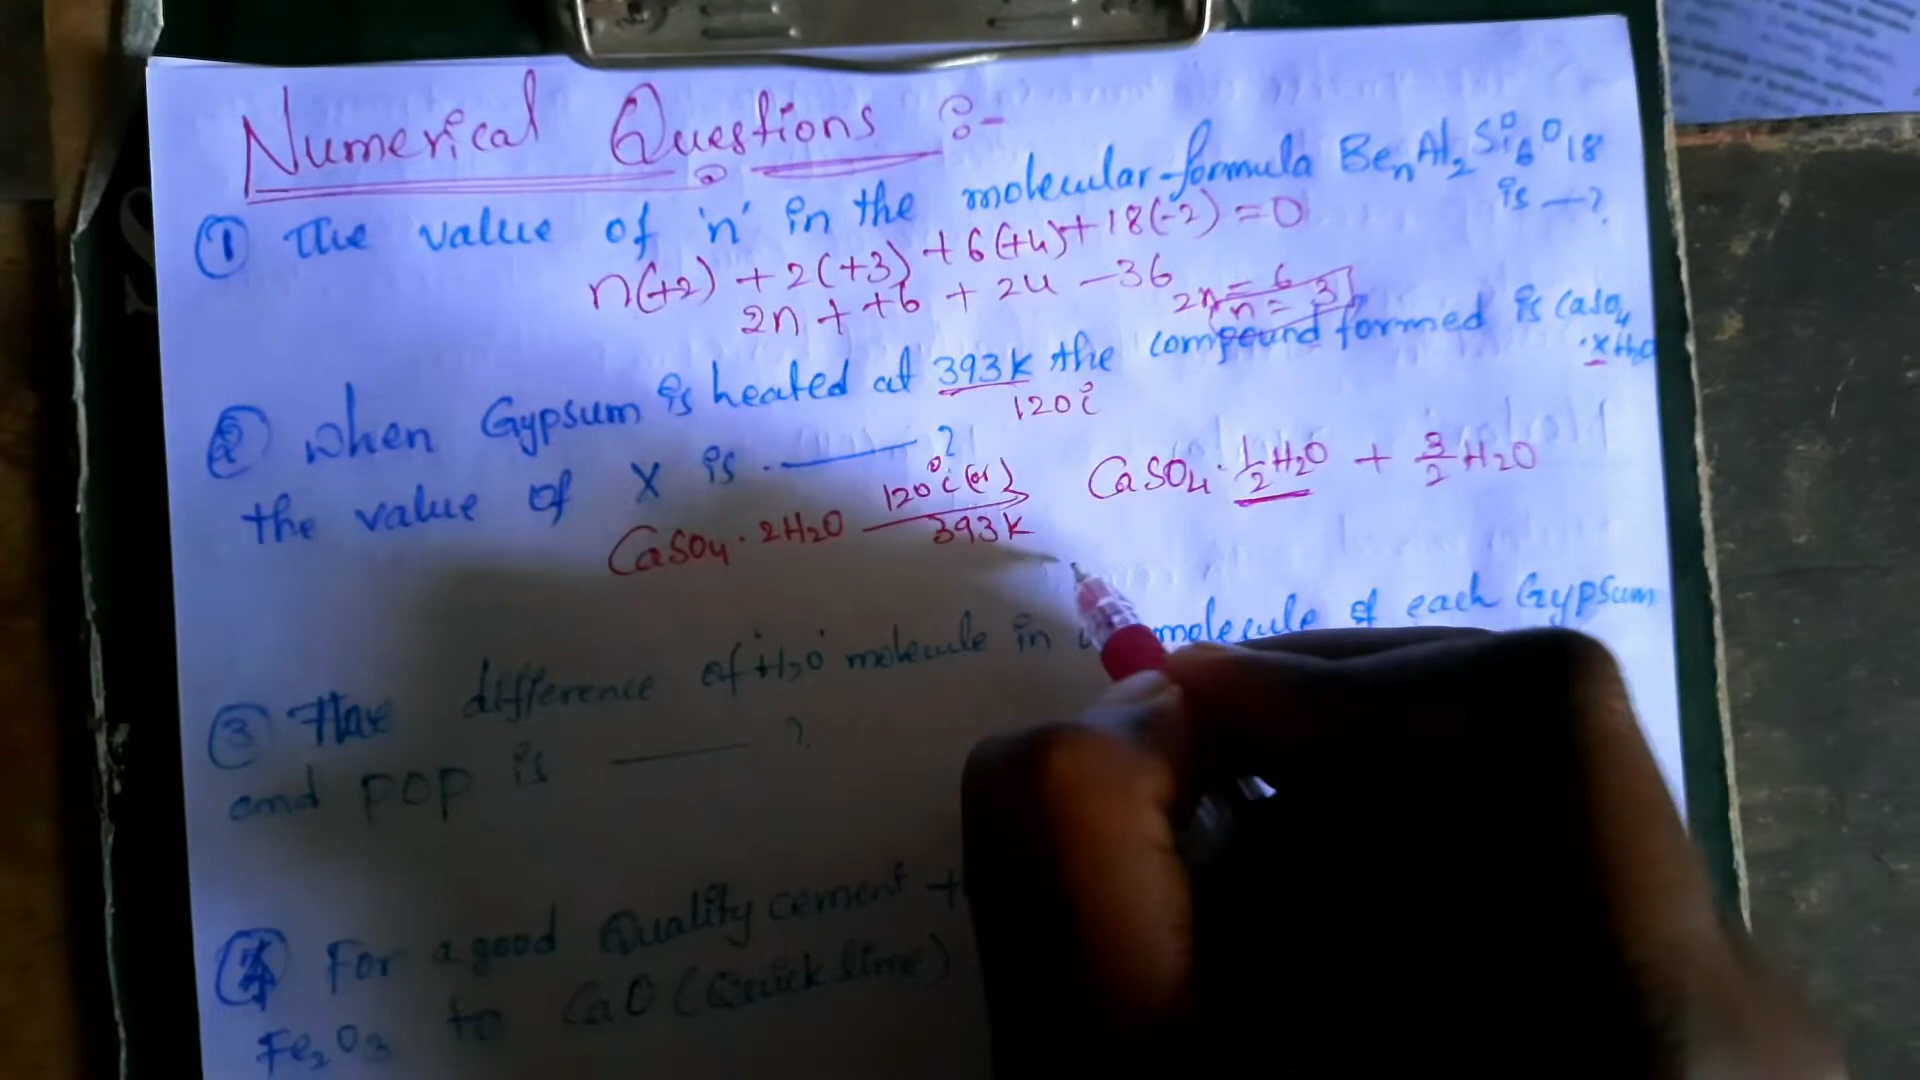 Numerical Questions :-
① The value of 'n' in the molecular formula BenAl2Si6O18
is —?
n(+2) + 2(+3) + 6(+4) + 18(-2) = 0
2n + +6 + 24 - 36
2n = 6
n = 3
② When Gypsum is heated at 393k the compound formed is CaSO4
.xH2O
120°c
the value of X is ——?
CaSO4 . 2H2O 120°c (or) 393k CaSO4 . 1/2 H2O + 3/2 H2O
③ difference of H2O molecule in molecule of each Gypsum
and pop is ——?
④ For a good Quality cement
Fe2O3 to CaO (Quick lime)